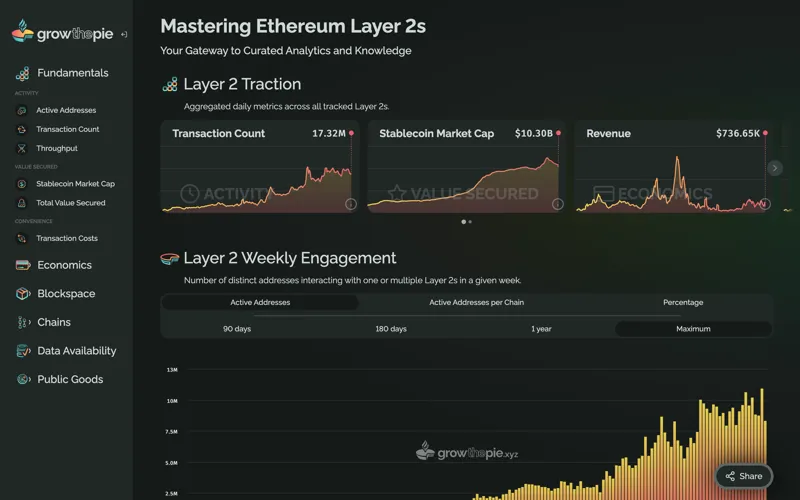 growthepie
Fundamentals
ACTIVITY
Active Addresses
Transaction Count
Throughput
VALUE SECURED
Stablecoin Market Cap
Total Value Secured
CONVENIENCE
Transaction Costs
Economics
Blockspace
Chains
Data Availability
Public Goods
Mastering Ethereum Layer 2s
Your Gateway to Curated Analytics and Knowledge
Layer 2 Traction
Aggregated daily metrics across all tracked Layer 2s.
Transaction Count 17.32M
ACTIVITY
Stablecoin Market Cap $10.30B
VALUE SECURED
Revenue $736.65K
ECONOMICS
Layer 2 Weekly Engagement
Number of distinct addresses interacting with one or multiple Layer 2s in a given week.
Active Addresses Active Addresses per Chain Percentage
90 days 180 days 1 year Maximum
13M
10M
7.5M
5.0M
2.5M
growthepie.xyz
Share